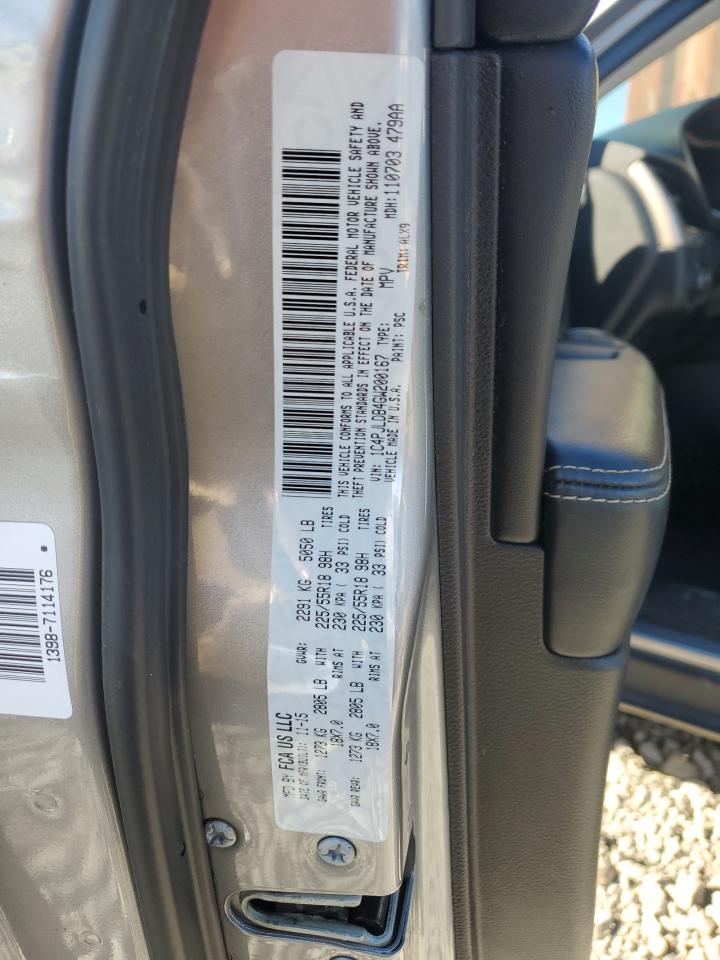 MFD BY FCA US LLC
DATE OF MFR(BUILT): 11-15 GVWR: 2291 KG 5050 LB
GAWR FRONT: 1273 KG 2805 LB WITH 225/55R18 98H TIRES
18X7.0 RIMS AT 230 KPA ( 33 PSI) COLD
GAWR REAR: 1273 KG 2805 LB WITH 225/55R18 98H TIRES
18X7.0 RIMS AT 230 KPA ( 33 PSI) COLD
THIS VEHICLE CONFORMS TO ALL APPLICABLE U.S.A. FEDERAL MOTOR VEHICLE SAFETY AND
THEFT PREVENTION STANDARDS IN EFFECT ON THE DATE OF MANUFACTURE SHOWN ABOVE.
VIN: 1C4PJLDB4GW200167 TYPE: MPV MDH: 110703 479AA
VEHICLE MADE IN U.S.A. PAINT: PSC TRIM: ALX9
1398-7114176 *